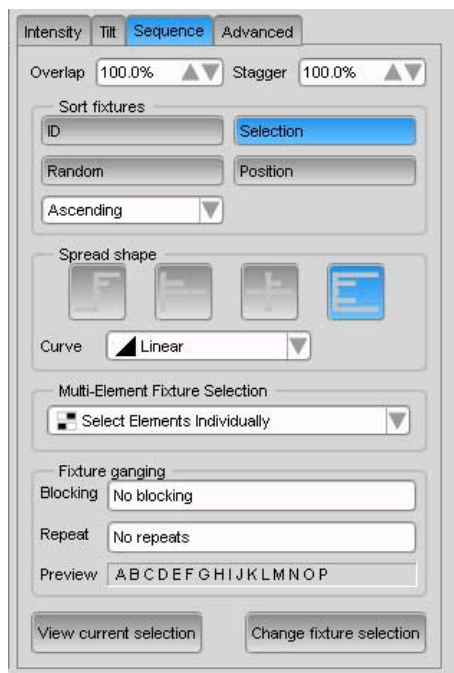 Intensity Tilt Sequence Advanced
Overlap 100.0% Stagger 100.0%
Sort fixtures
ID Selection
Random Position
Ascending
Spread shape
Curve Linear
Multi-Element Fixture Selection
Select Elements Individually
Fixture ganging
Blocking No blocking
Repeat No repeats
Preview A B C D E F G H I J K L M N O P
View current selection Change fixture selection